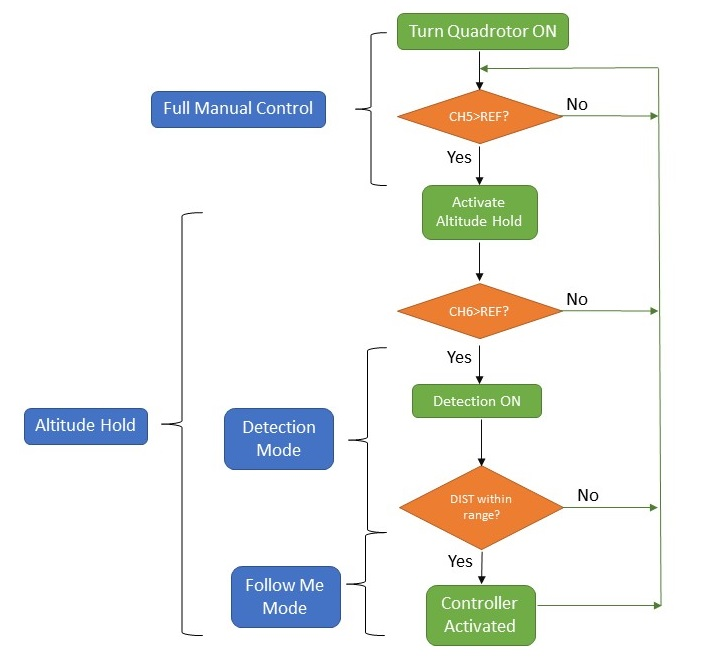 Turn Quadrotor ON
Full Manual Control
CH5>REF?
No
Yes
Activate
Altitude Hold
CH6>REF?
No
Yes
Detection ON
Altitude Hold
Detection
Mode
DIST within
range?
No
Yes
Follow Me
Mode
Controller
Activated